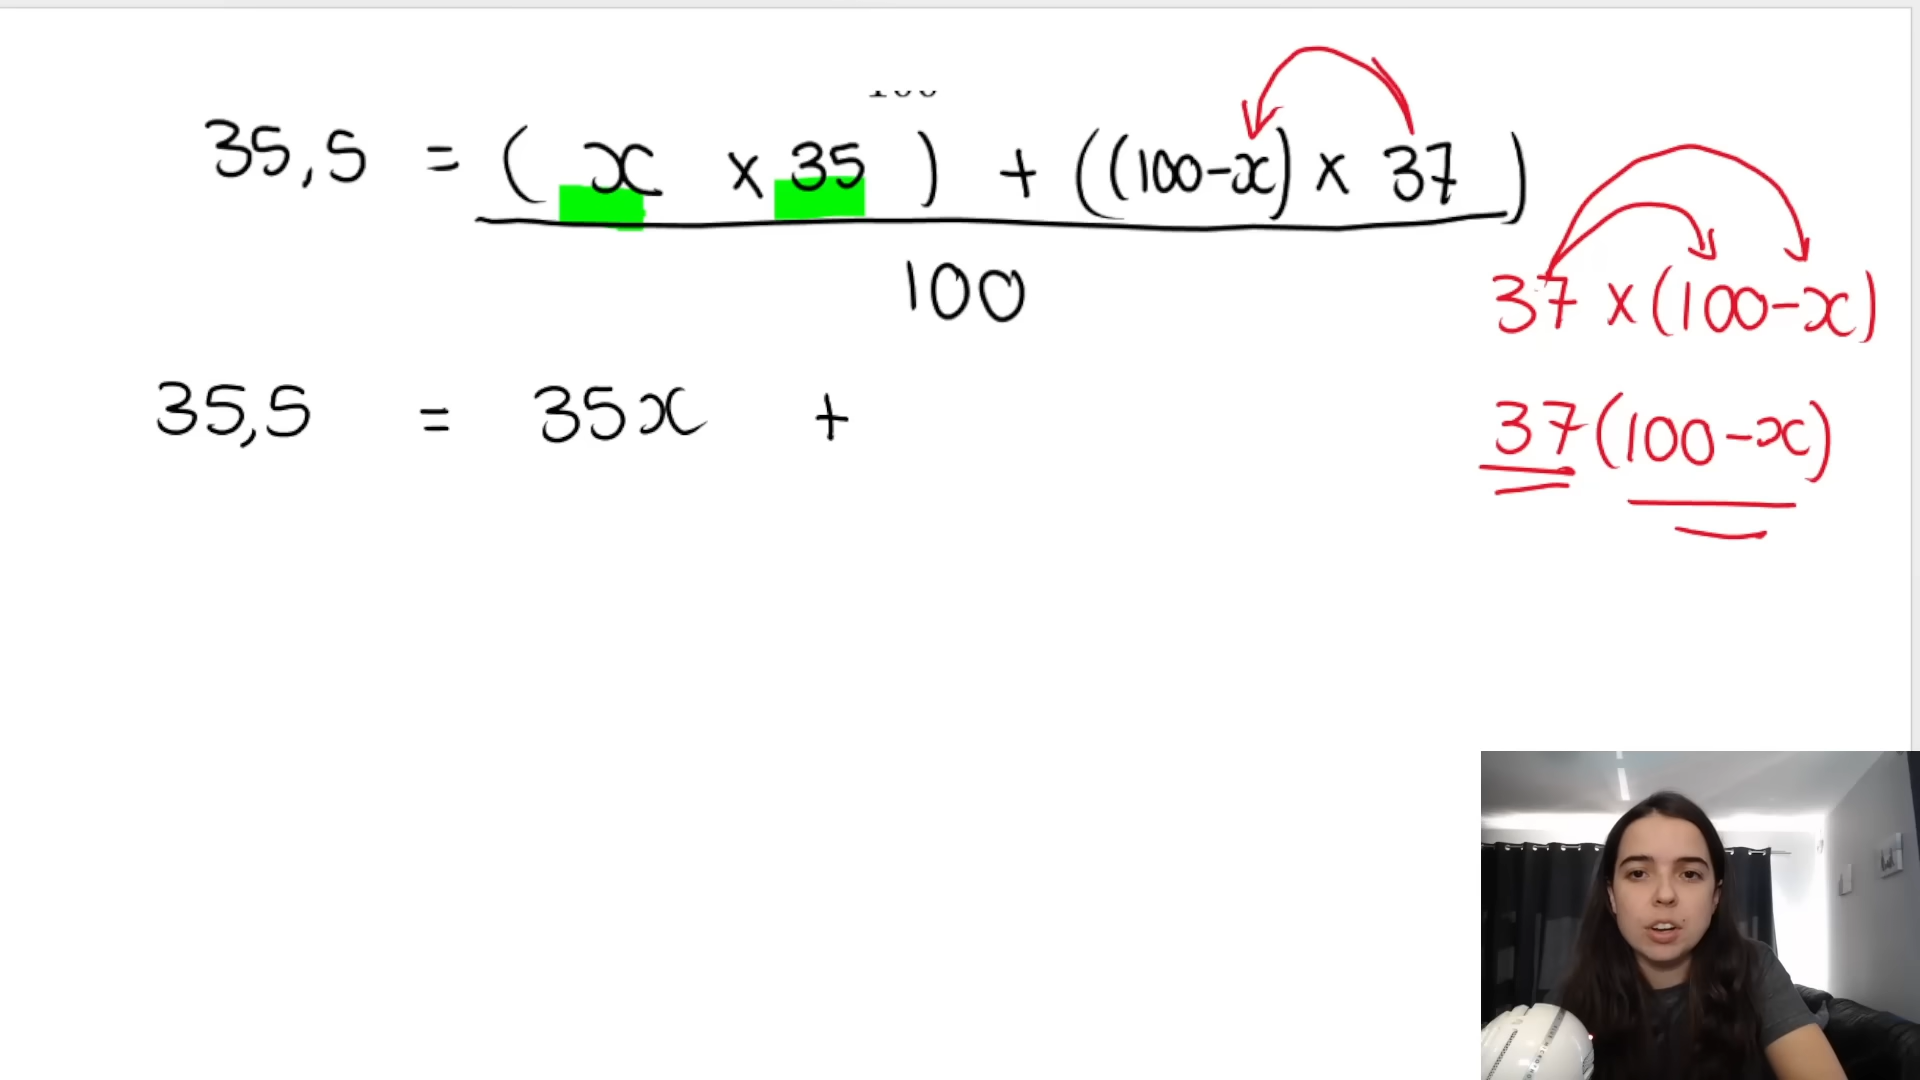 35,5 = ( x × 35 ) + ((100-x) × 37 )
100
37 × (100-x)
35,5 = 35x +
37(100-x)